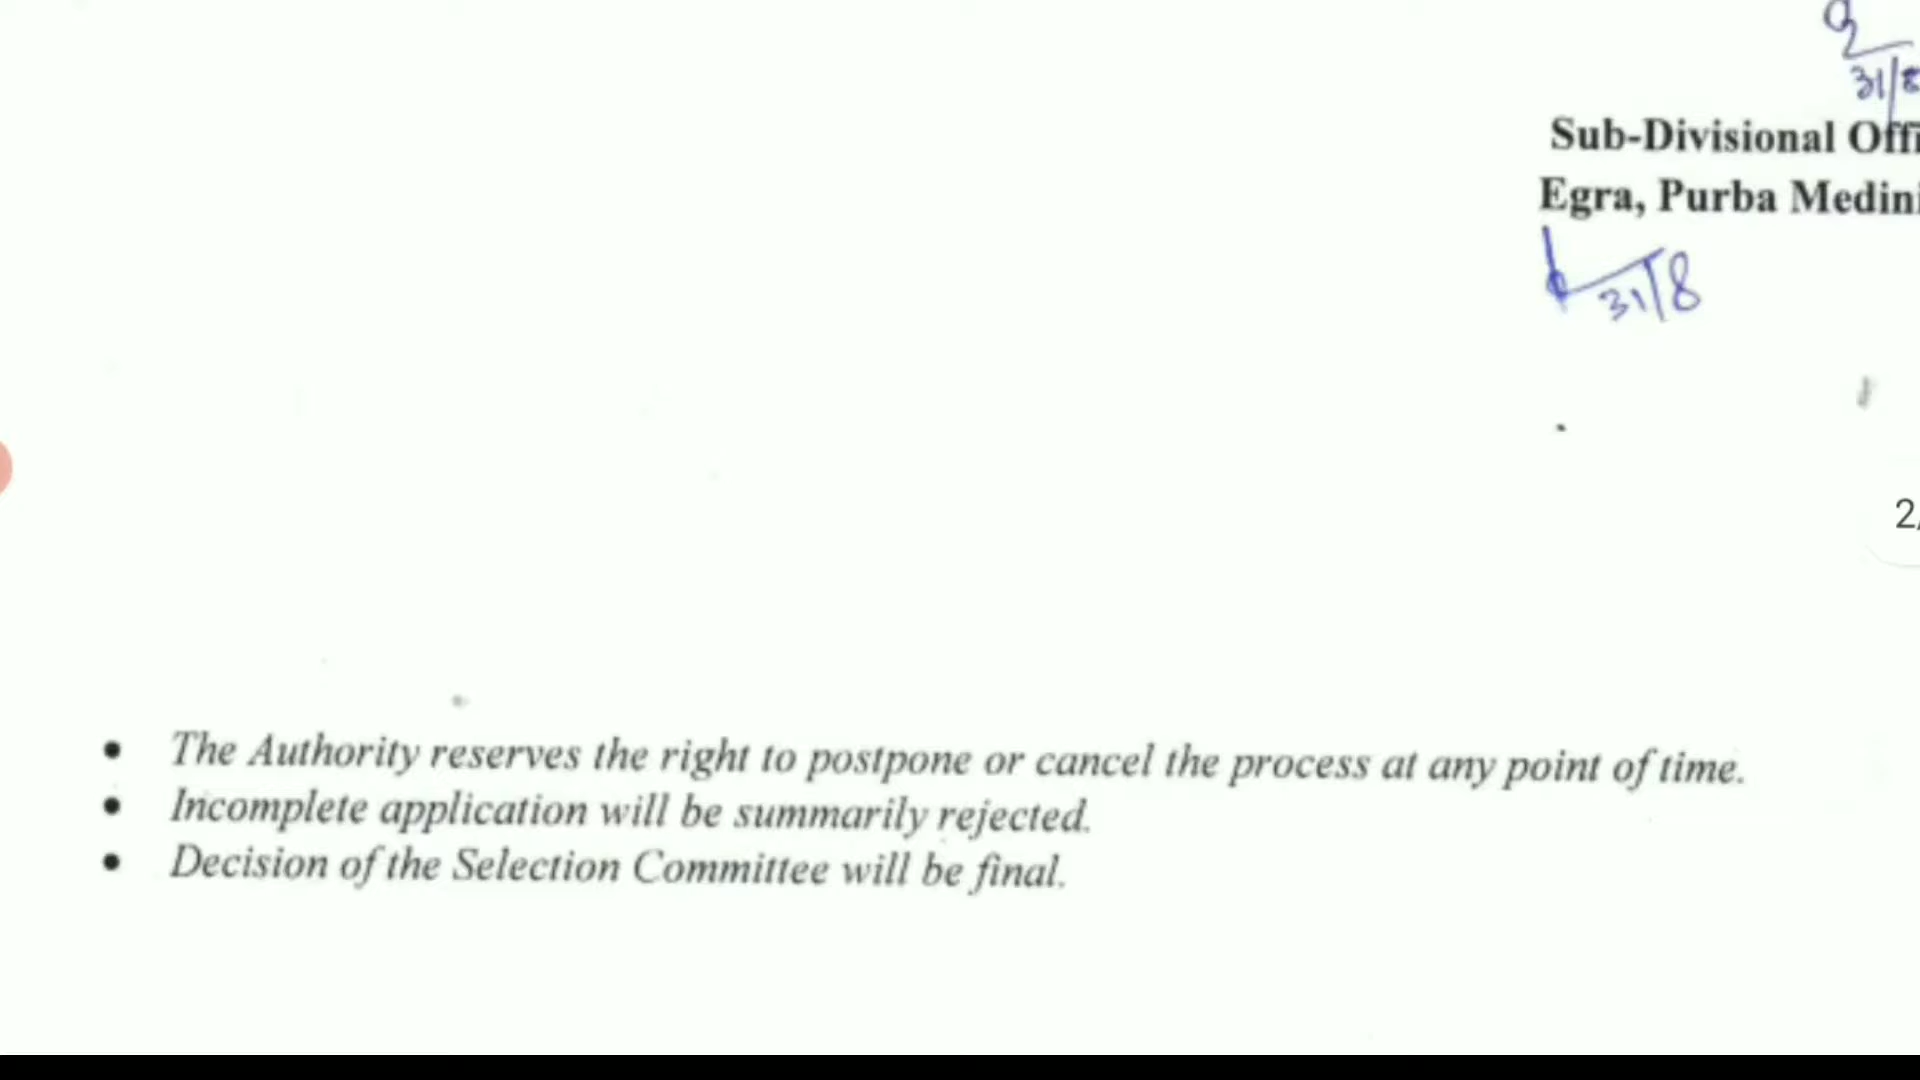 31/8
Sub-Divisional Offi
Egra, Purba Medini
31/8
2/
• The Authority reserves the right to postpone or cancel the process at any point of time.
• Incomplete application will be summarily rejected.
• Decision of the Selection Committee will be final.